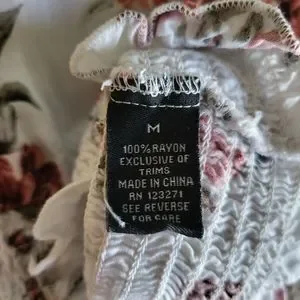 M
100% RAYON
EXCLUSIVE OF
TRIMS
MADE IN CHINA
RN 123271
SEE REVERSE
FOR CARE